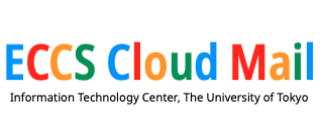 ECCS Cloud Mail
Information Technology Center, The University of Tokyo